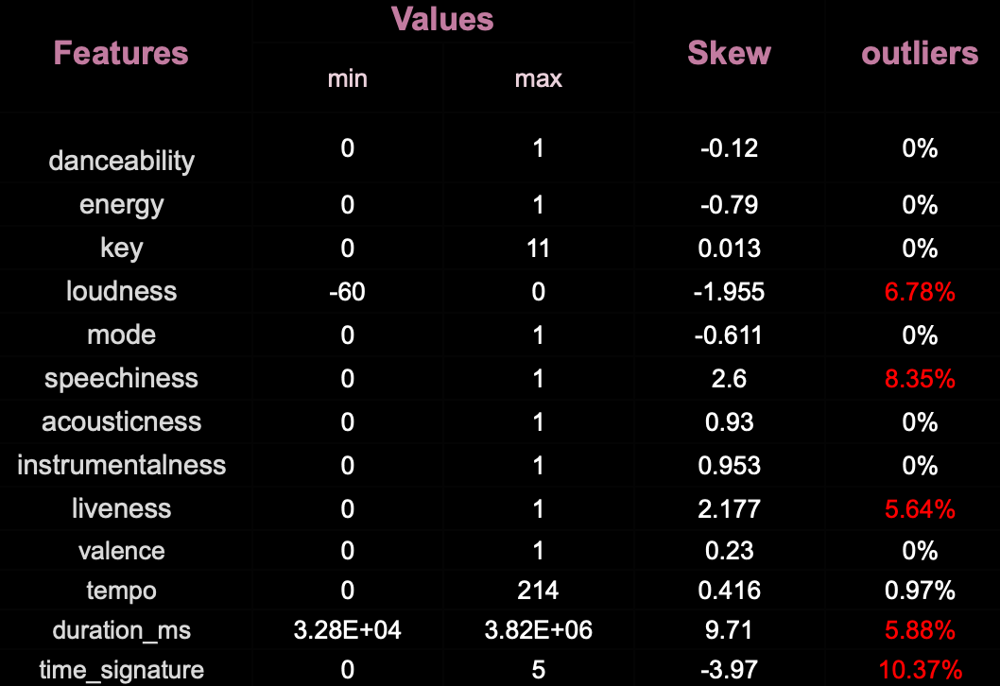 Features Values Skew outliers
min max
danceability 0 1 -0.12 0%
energy 0 1 -0.79 0%
key 0 11 0.013 0%
loudness -60 0 -1.955 6.78%
mode 0 1 -0.611 0%
speechiness 0 1 2.6 8.35%
acousticness 0 1 0.93 0%
instrumentalness 0 1 0.953 0%
liveness 0 1 2.177 5.64%
valence 0 1 0.23 0%
tempo 0 214 0.416 0.97%
duration_ms 3.28E+04 3.82E+06 9.71 5.88%
time_signature 0 5 -3.97 10.37%